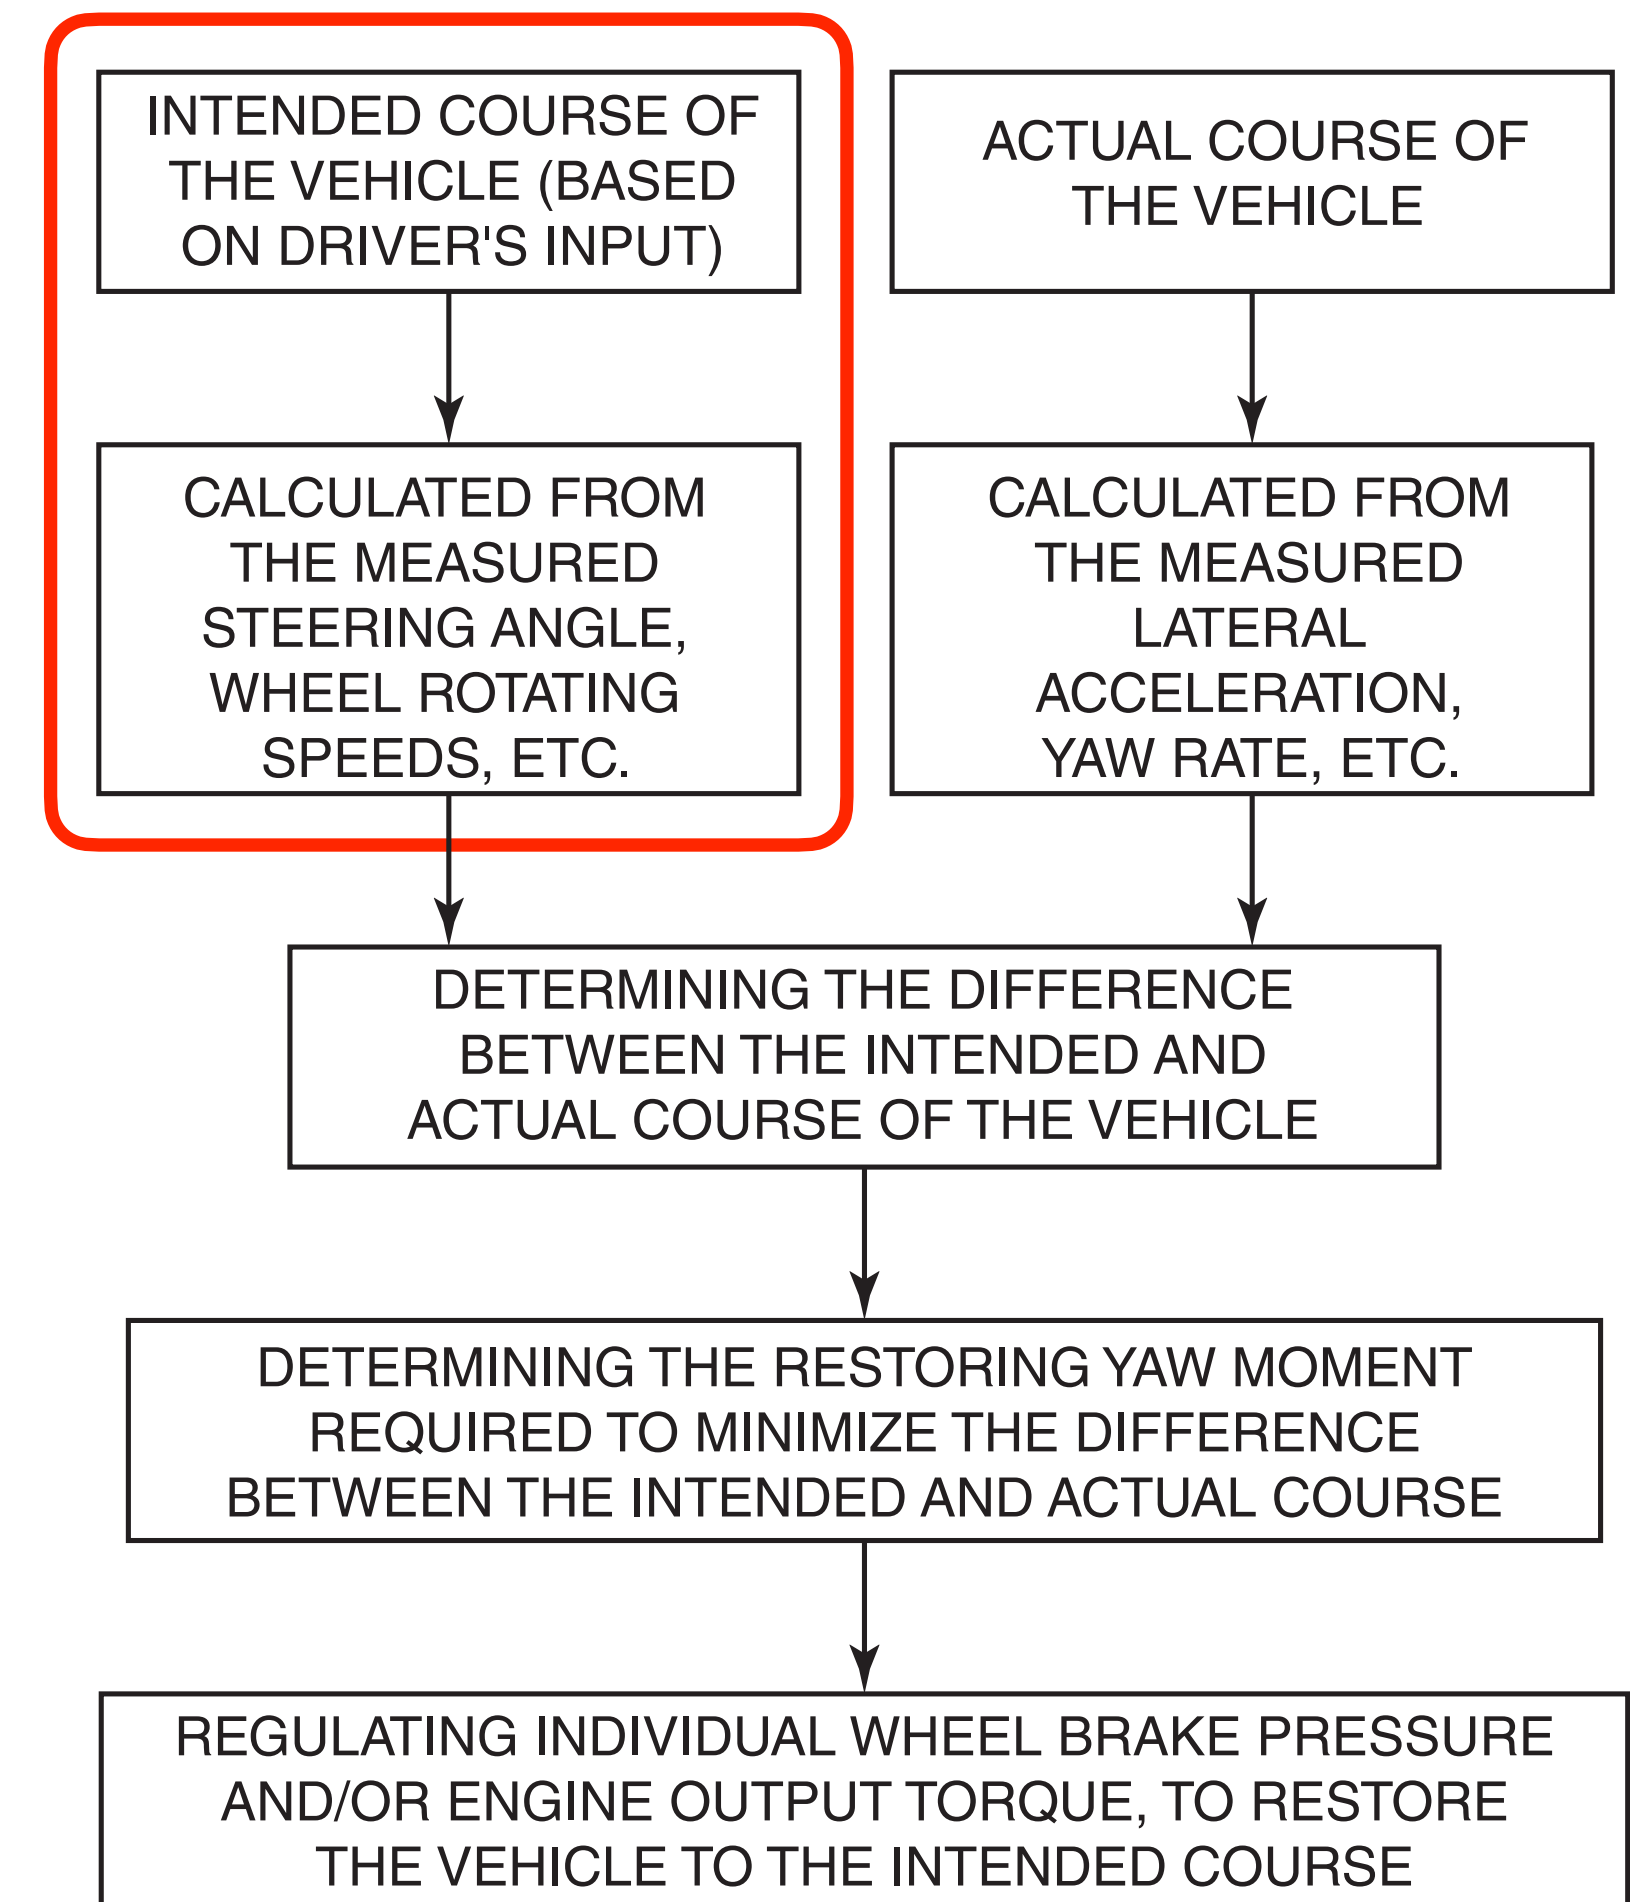 INTENDED COURSE OF
THE VEHICLE (BASED
ON DRIVER'S INPUT)
ACTUAL COURSE OF
THE VEHICLE
CALCULATED FROM
THE MEASURED
STEERING ANGLE,
WHEEL ROTATING
SPEEDS, ETC.
CALCULATED FROM
THE MEASURED
LATERAL
ACCELERATION,
YAW RATE, ETC.
DETERMINING THE DIFFERENCE
BETWEEN THE INTENDED AND
ACTUAL COURSE OF THE VEHICLE
DETERMINING THE RESTORING YAW MOMENT
REQUIRED TO MINIMIZE THE DIFFERENCE
BETWEEN THE INTENDED AND ACTUAL COURSE
REGULATING INDIVIDUAL WHEEL BRAKE PRESSURE
AND/OR ENGINE OUTPUT TORQUE, TO RESTORE
THE VEHICLE TO THE INTENDED COURSE